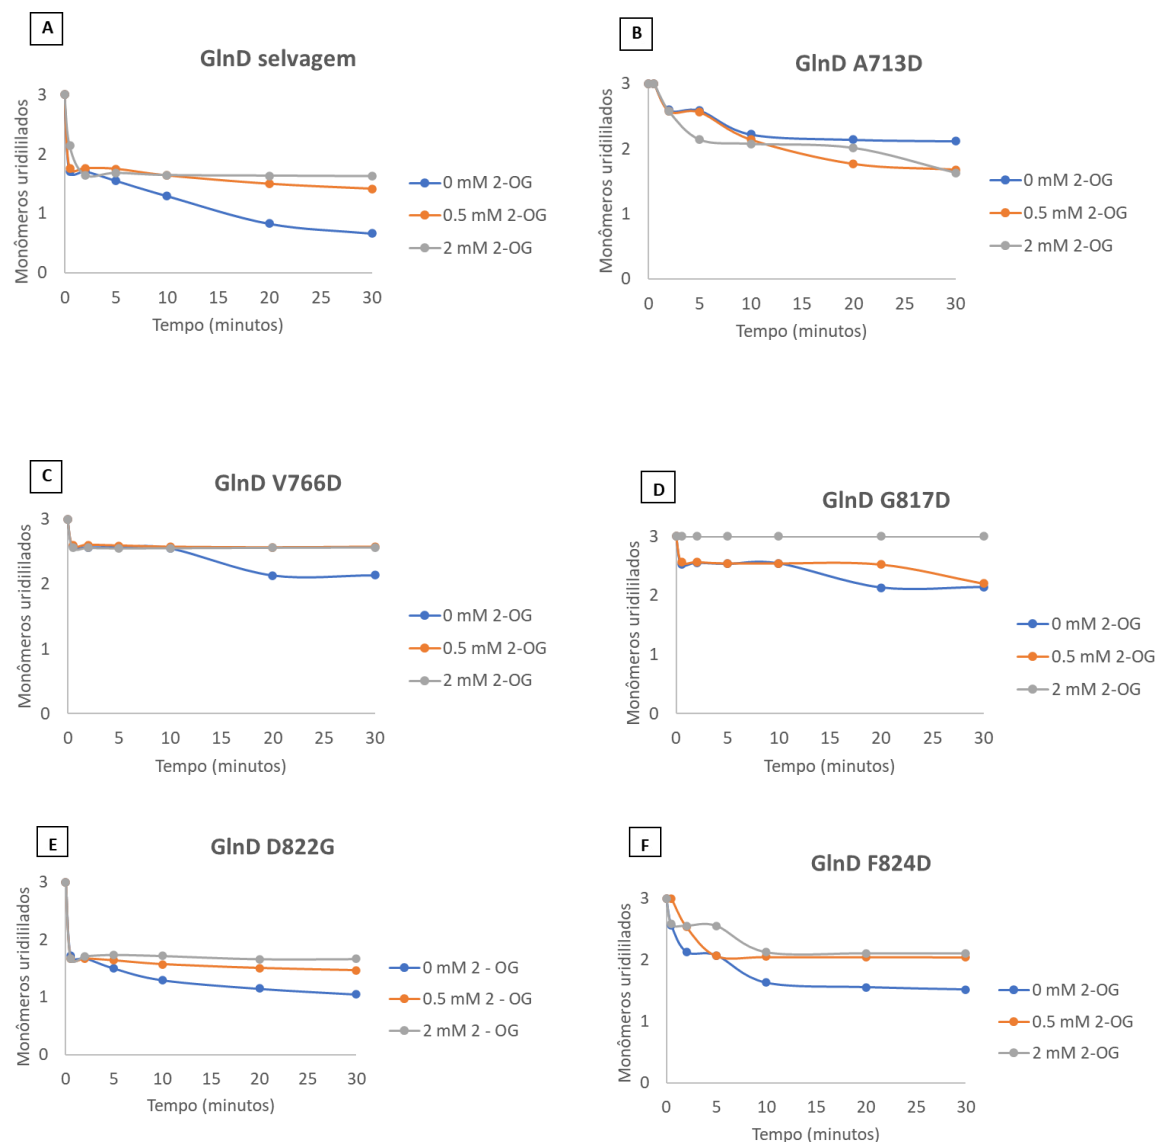 A
GlnD selvagem
Monômeros uridililados
3
2
1
0
0 5 10 15 20 25 30
Tempo (minutos)
0 mM 2-OG
0.5 mM 2-OG
2 mM 2-OG
B
GlnD A713D
Monômeros uridililados
3
2
1
0
0 5 10 15 20 25 30
Tempo (minutos)
0 mM 2-OG
0.5 mM 2-OG
2 mM 2-OG
C
GlnD V766D
Monômeros uridililados
3
2
1
0
0 5 10 15 20 25 30
Tempo (minutos)
0 mM 2-OG
0.5 mM 2-OG
2 mM 2-OG
D
GlnD G817D
Monômeros uridililados
3
2
1
0
0 5 10 15 20 25 30
Tempo (minutos)
0 mM 2-OG
0.5 mM 2-OG
2 mM 2-OG
E
GlnD D822G
Monômeros uridililados
3
2
1
0
0 5 10 15 20 25 30
Tempo (minutos)
0 mM 2 - OG
0.5 mM 2 - OG
2 mM 2 - OG
F
GlnD F824D
Monômeros uridililados
3
2
1
0
0 5 10 15 20 25 30
Tempo (minutos)
0 mM 2-OG
0.5 mM 2-OG
2 mM 2-OG